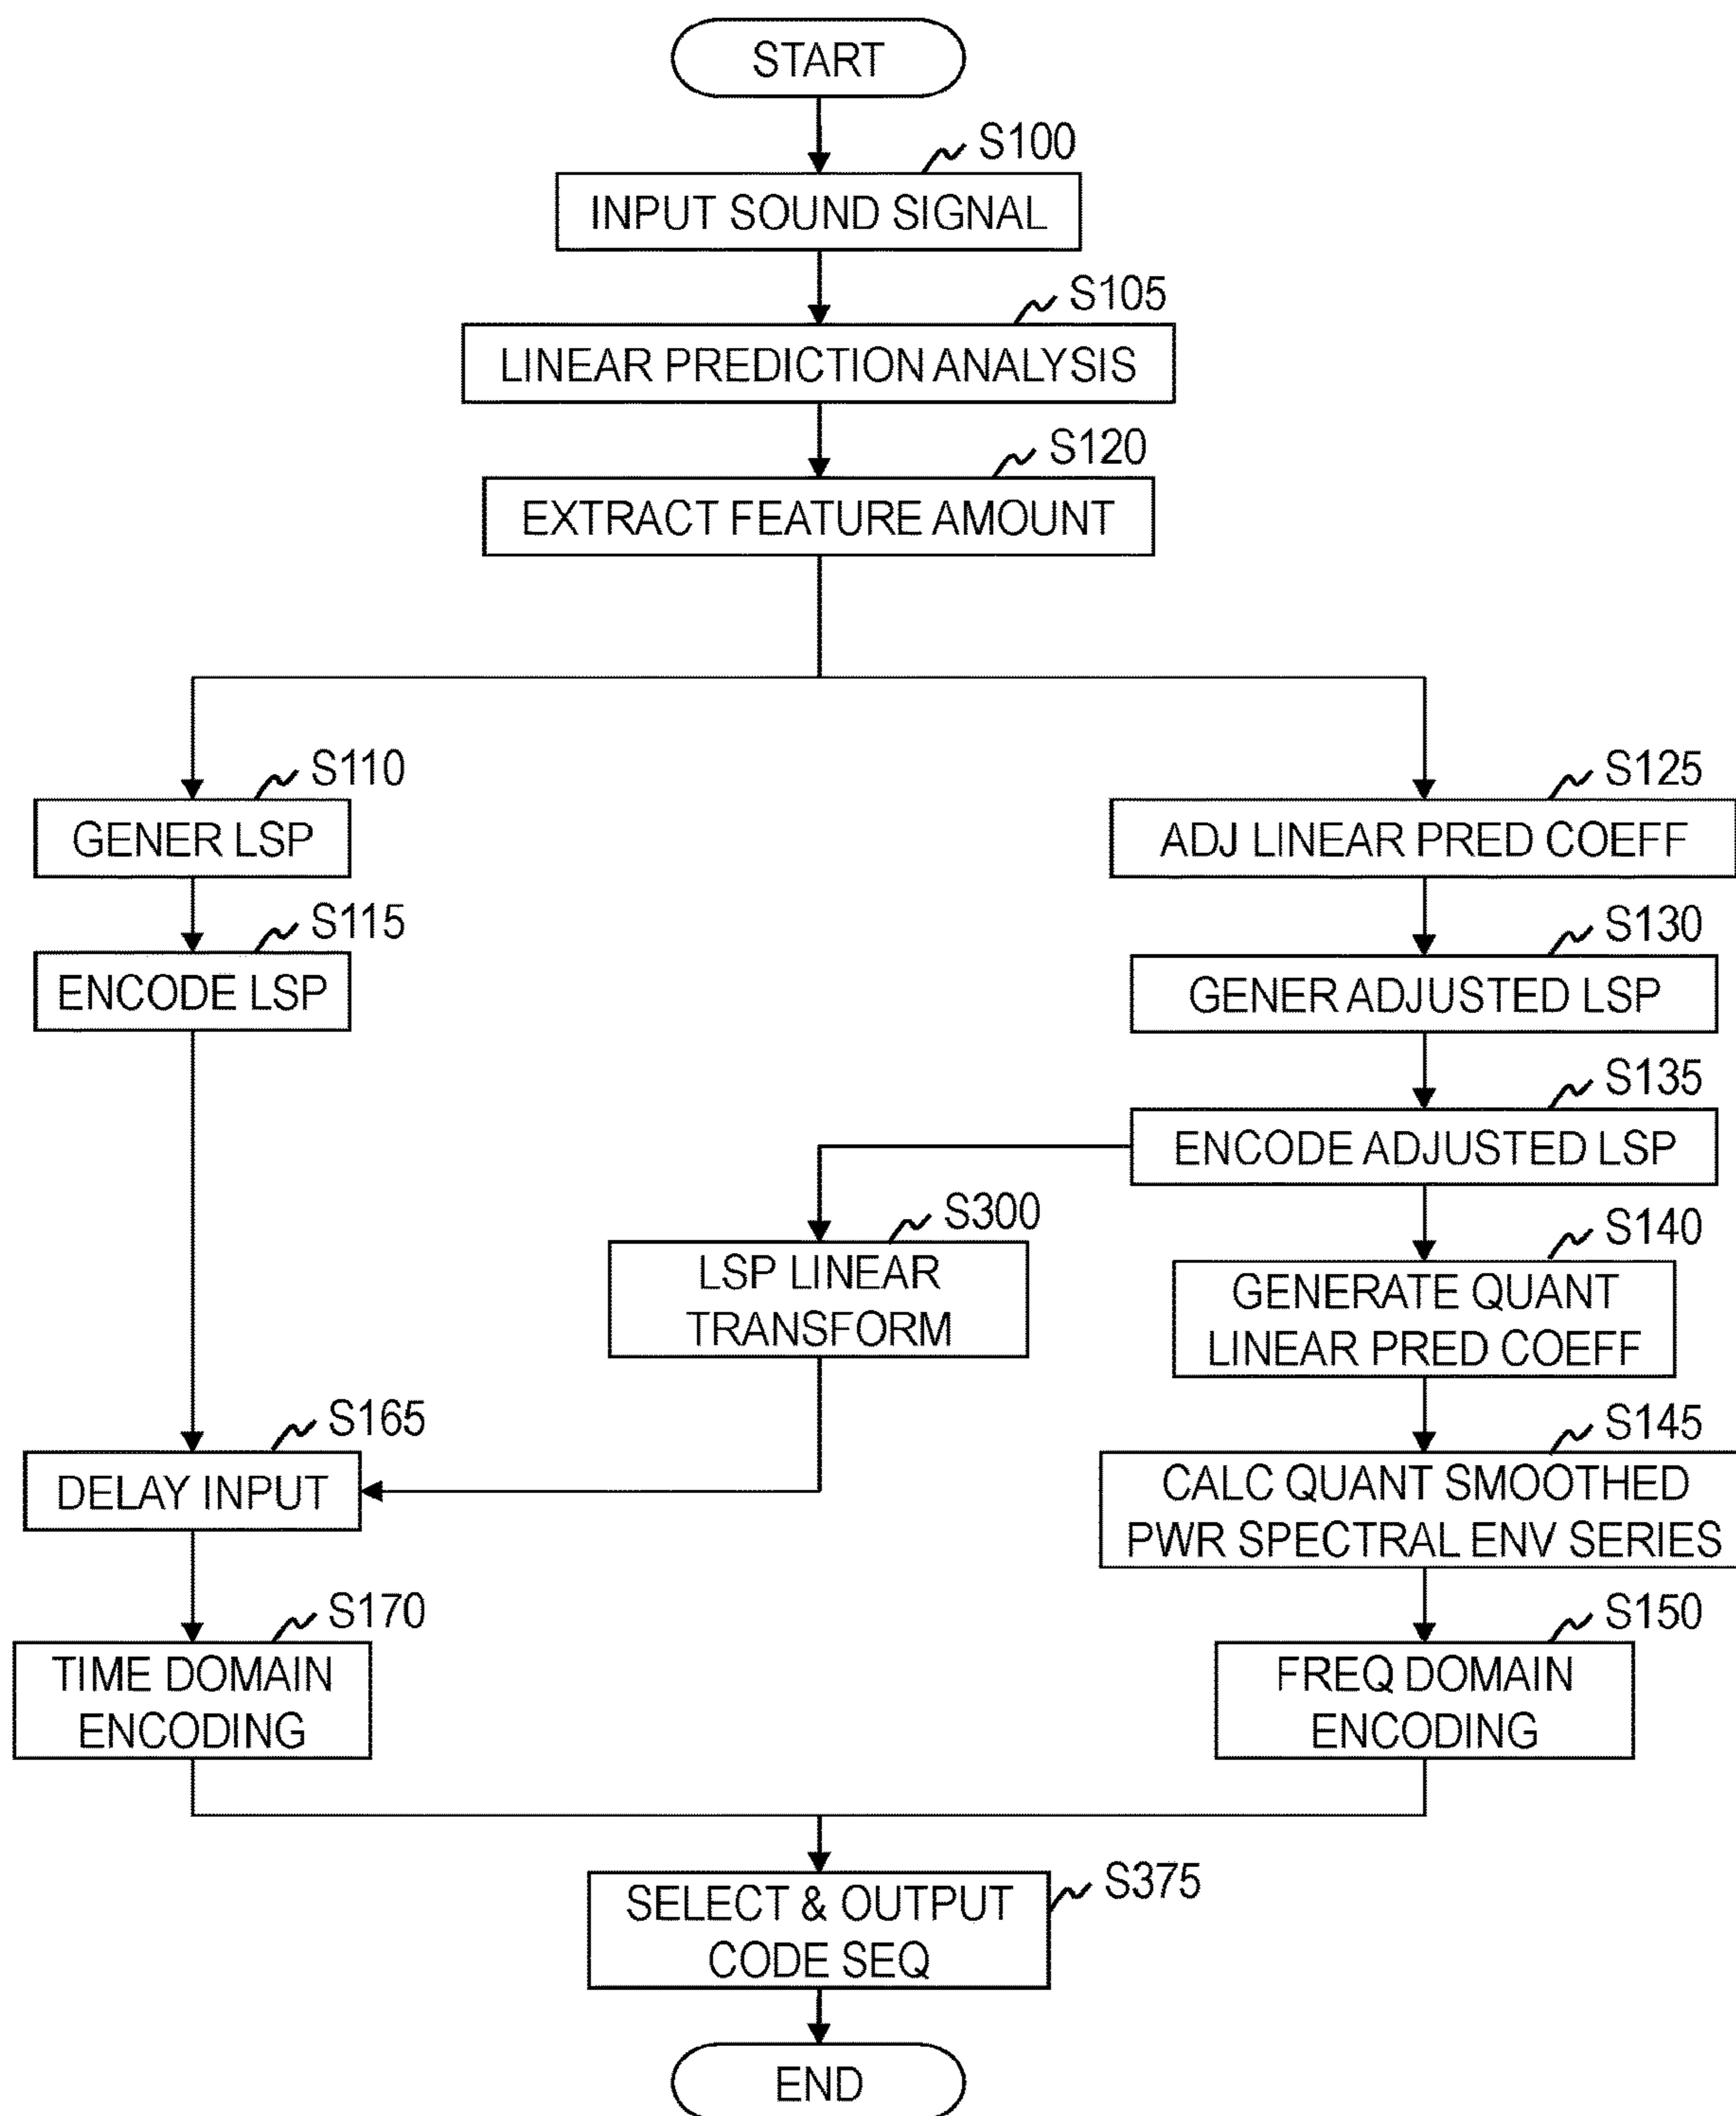 START
S100
INPUT SOUND SIGNAL
S105
LINEAR PREDICTION ANALYSIS
S120
EXTRACT FEATURE AMOUNT
S110
GENER LSP
S115
ENCODE LSP
S125
ADJ LINEAR PRED COEFF
S130
GENER ADJUSTED LSP
S135
ENCODE ADJUSTED LSP
S300
LSP LINEAR
TRANSFORM
S140
GENERATE QUANT
LINEAR PRED COEFF
S165
DELAY INPUT
S145
CALC QUANT SMOOTHED
PWR SPECTRAL ENV SERIES
S170
TIME DOMAIN
ENCODING
S150
FREQ DOMAIN
ENCODING
S375
SELECT & OUTPUT
CODE SEQ
END